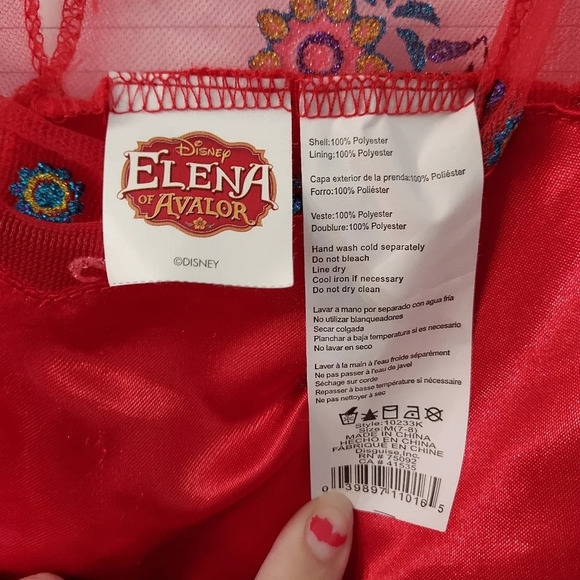 Disney
ELENA
OF AVALOR
©DISNEY
Shell:100% Polyester
Lining:100% Polyester
Capa exterior de la prenda:100% Poliéster
Forro:100% Poliéster
Veste:100% Polyester
Doublure:100% Polyester
Hand wash cold separately
Do not bleach
Line dry
Cool iron if necessary
Do not dry clean
Lavar a mano por separado con agua fría
No utilizar blanqueadores
Secar colgada
Planchar a baja temperatura si es necesario
No lavar en seco
Laver à la main à l'eau froide séparément
Ne pas passer à l'eau de javel
Séchage sur corde
Repasser à basse température si nécessaire
Ne pas nettoyer à sec
Style:10233K
Size:M(7-8)
MADE IN CHINA
HECHO EN CHINA
FABRIQUÉ EN CHINE
Disguise,Inc.
RN # 75092
CA # 41535
0 39897 11016 5